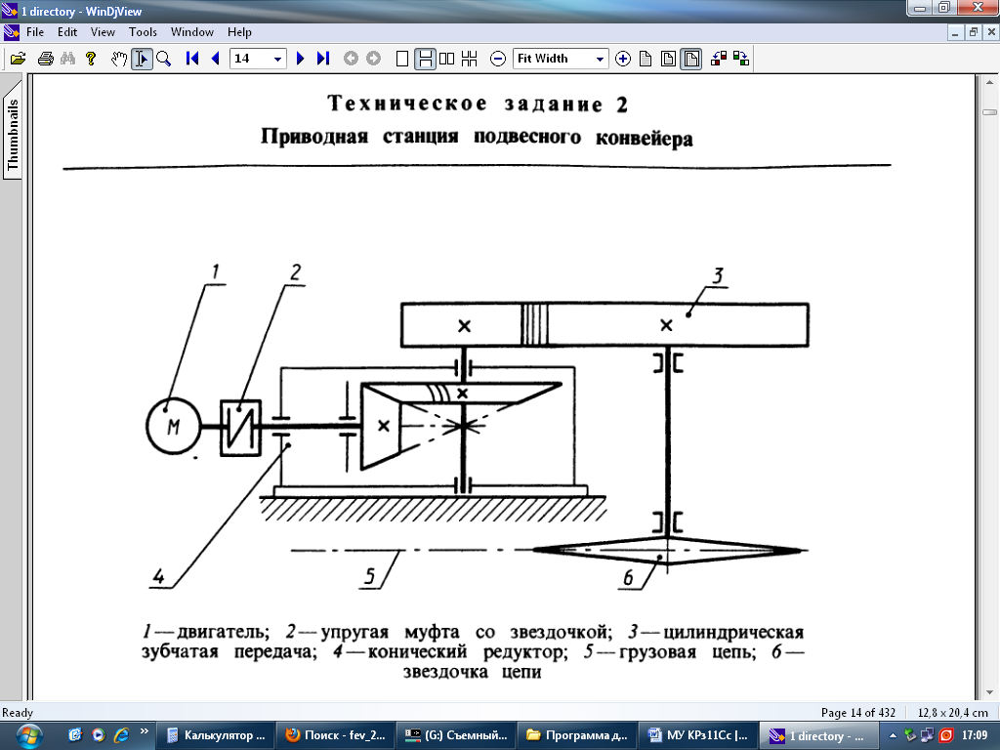 1 directory - WinDjView
File Edit View Tools Window Help
14 Fit Width
Thumbnails
Техническое задание 2
Приводная станция подвесного конвейера
1 2 3
М
4 5 6
1—двигатель; 2—упругая муфта со звездочкой; 3—цилиндрическая
зубчатая передача; 4—конический редуктор; 5—грузовая цепь; 6—
звездочка цепи
Ready Page 14 of 432 12,8 x 20,4 cm
Калькулятор ... Поиск - fev_2... (G:) Съемный... Программа д... МУ КРз11Сс |... 1 directory - ... 17:09